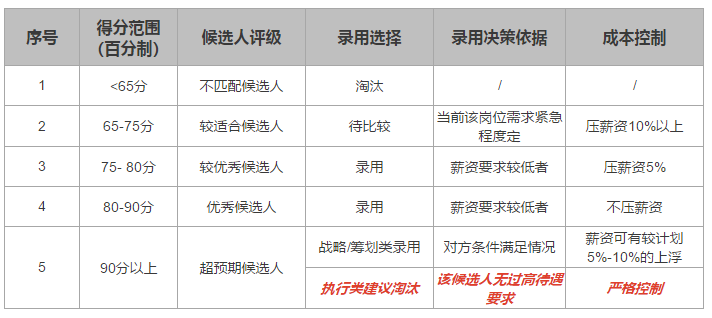 序号 得分范围（百分制） 候选人评级 录用选择 录用决策依据 成本控制
1 <65分 不匹配候选人 淘汰 / /
2 65-75分 较适合候选人 待比较 当前该岗位需求紧急程度定 压薪资10%以上
3 75- 80分 较优秀候选人 录用 薪资要求较低者 压薪资5%
4 80-90分 优秀候选人 录用 薪资要求较低者 不压薪资
5 90分以上 超预期候选人 战略/筹划类录用 对方条件满足情况 薪资可有较计划5%-10%的上浮
执行类建议淘汰 该候选人无过高待遇要求 严格控制